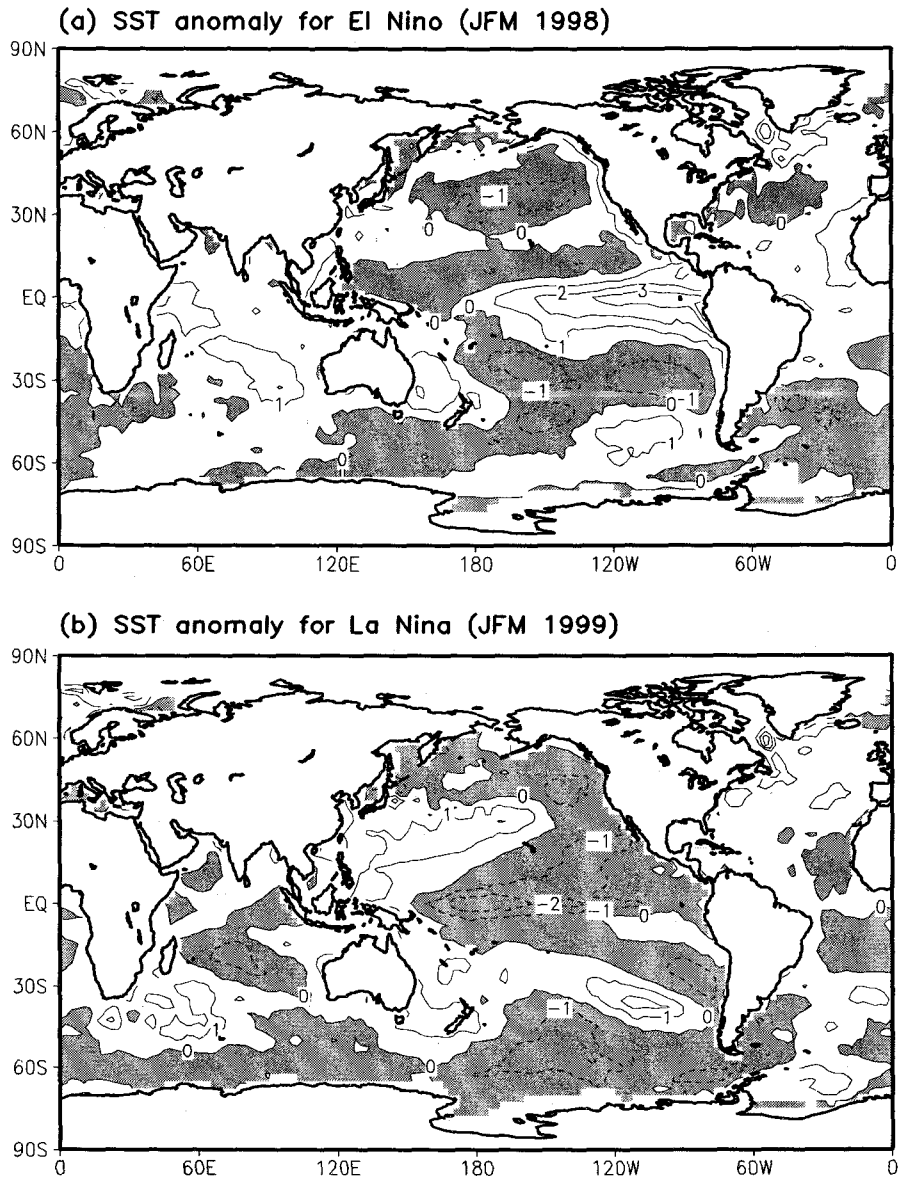 (a) SST anomaly for El Nino (JFM 1998)
90N
60N
-1
30N
0
0
0
EQ
2
3
0
0
1
30S
1
-1
0
-1
1
60S
0
0
90S
0 60E 120E 180 120W 60W 0
(b) SST anomaly for La Nina (JFM 1999)
90N
60N
0
30N
1
-1
EQ
-2
-1
0
0
30S
0
-1
1
0
1
0
60S
0
90S
0 60E 120E 180 120W 60W 0